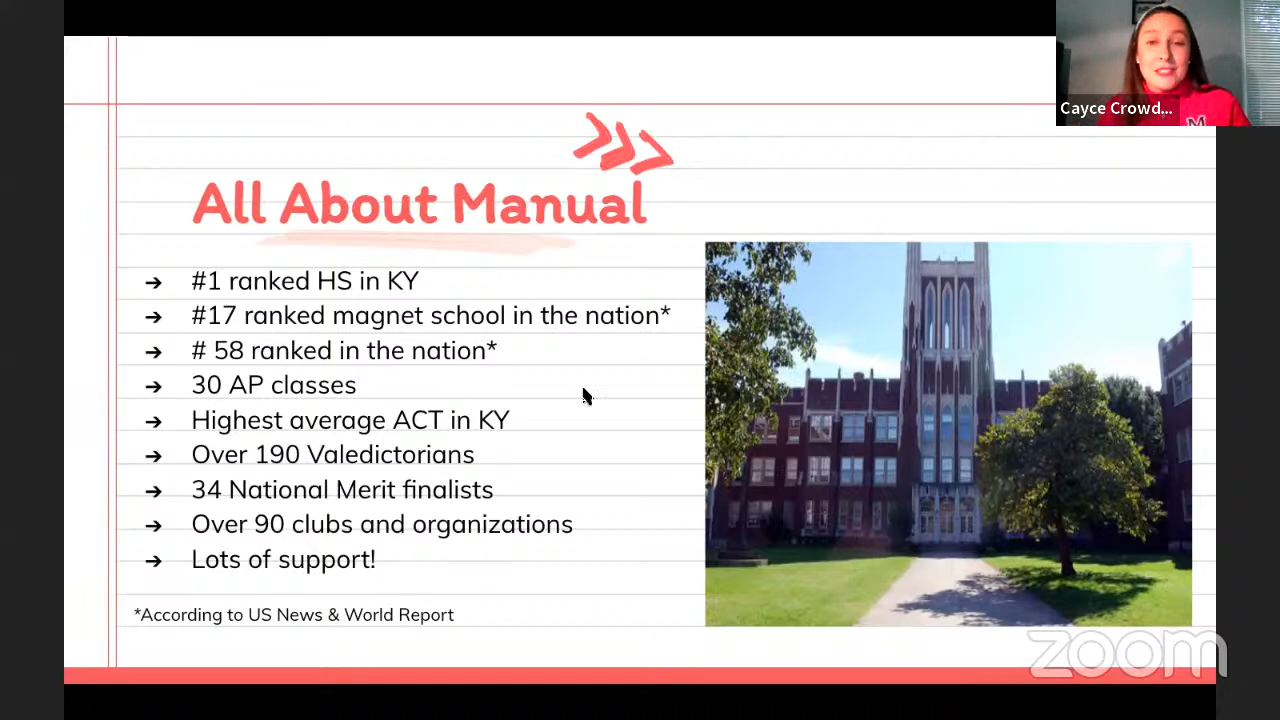 Cayce Crowd...
All About Manual
➔ #1 ranked HS in KY
➔ #17 ranked magnet school in the nation*
➔ # 58 ranked in the nation*
➔ 30 AP classes
➔ Highest average ACT in KY
➔ Over 190 Valedictorians
➔ 34 National Merit finalists
➔ Over 90 clubs and organizations
➔ Lots of support!
*According to US News & World Report
zoom
M